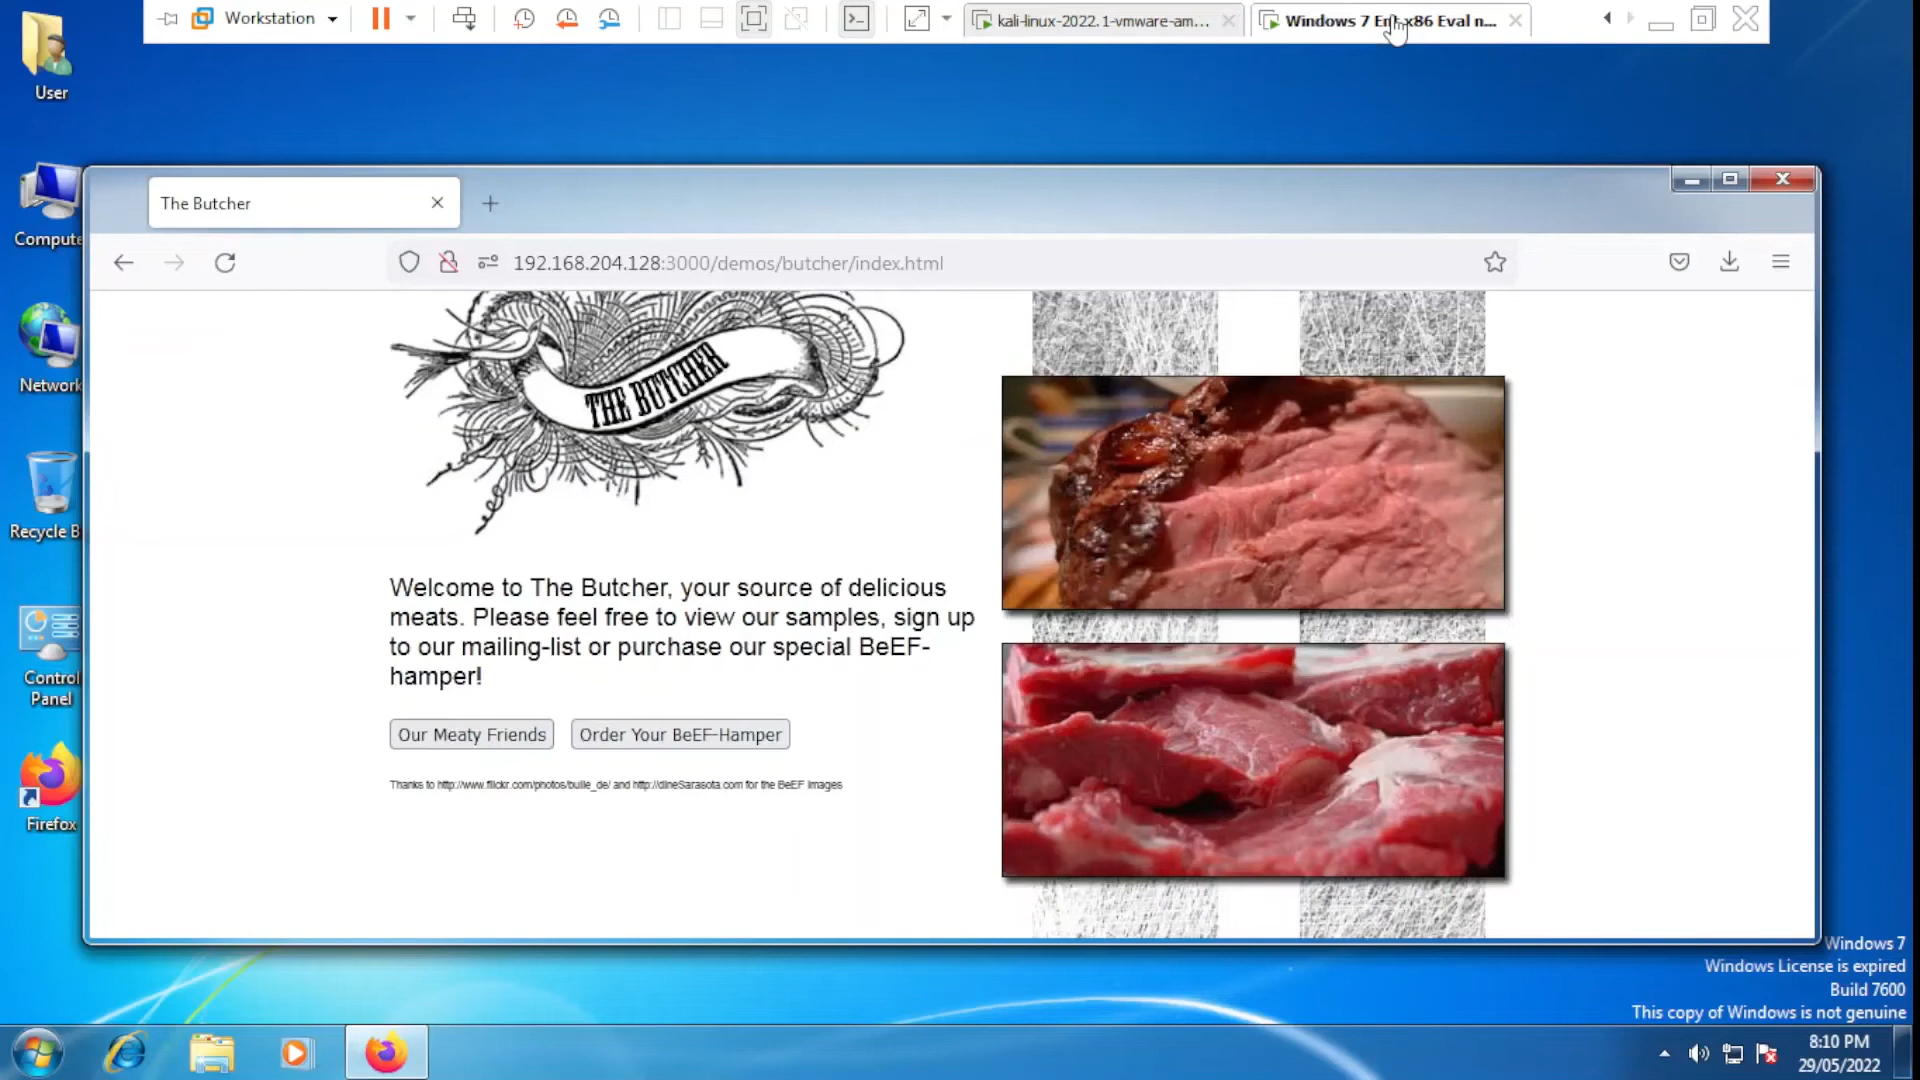 Workstation
kali-linux-2022.1-vmware-am...
Windows 7 Ent x86 Eval n...
User
The Butcher
Compute
192.168.204.128:3000/demos/butcher/index.html
THE BUTCHER
Network
Recycle B
Welcome to The Butcher, your source of delicious
meats. Please feel free to view our samples, sign up
to our mailing-list or purchase our special BeEF-
hamper!
Control
Panel
Our Meaty Friends
Order Your BeEF-Hamper
Thanks to http://www.flickr.com/photos/bulle_de/ and http://dineSarasota.com for the BeEF images
Firefox
Windows 7
Windows License is expired
Build 7600
This copy of Windows is not genuine
8:10 PM
29/05/2022